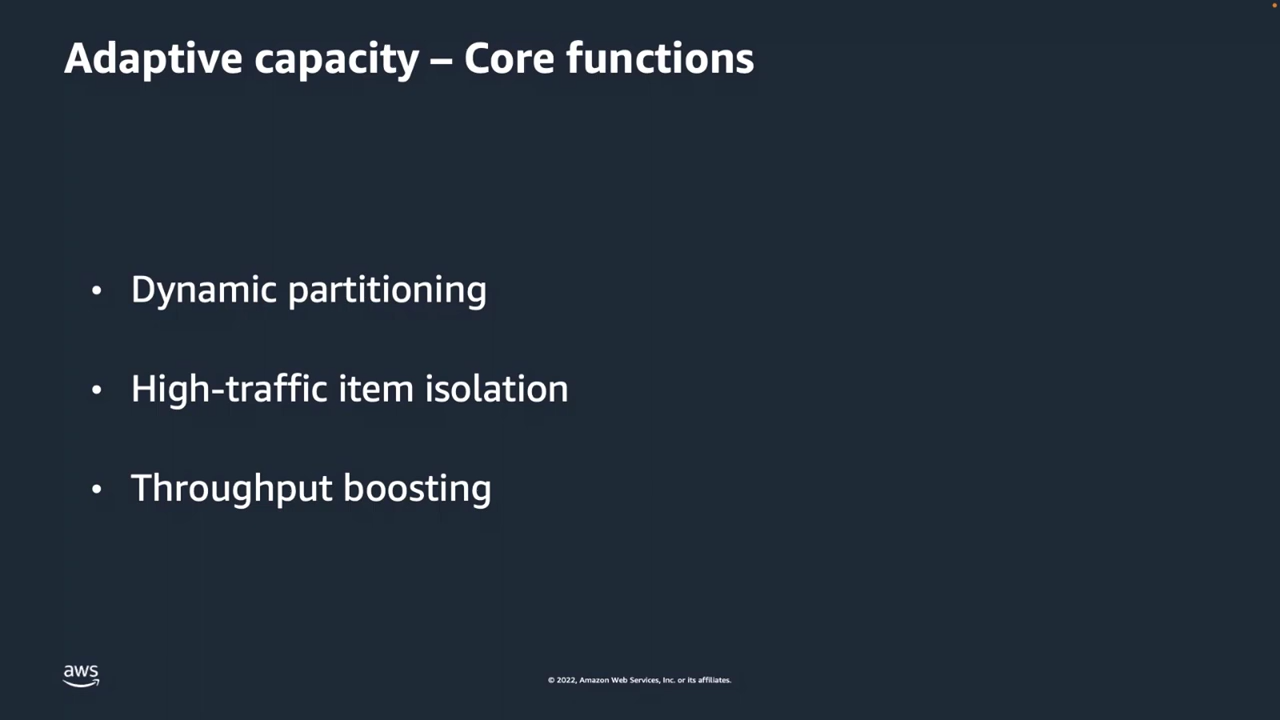 Adaptive capacity – Core functions
• Dynamic partitioning
• High-traffic item isolation
• Throughput boosting
aws
© 2022, Amazon Web Services, Inc. or its affiliates.